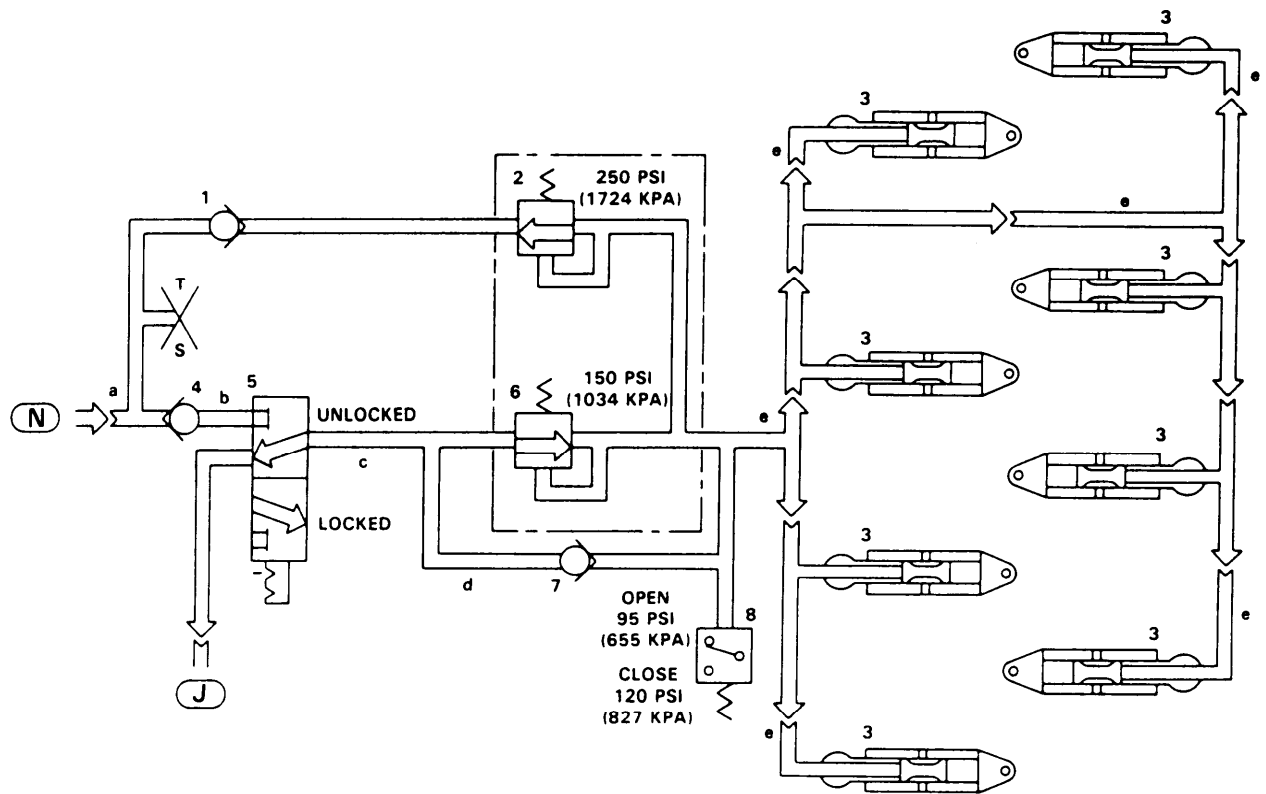 3
e
3
e
1
2
250 PSI
(1724 KPA)
e
3
T
S
3
6
150 PSI
(1034 KPA)
N
a
4
b
5
UNLOCKED
c
e
3
LOCKED
3
d
7
OPEN
95 PSI
(655 KPA)
8
e
CLOSE
120 PSI
(827 KPA)
3
J
e
3